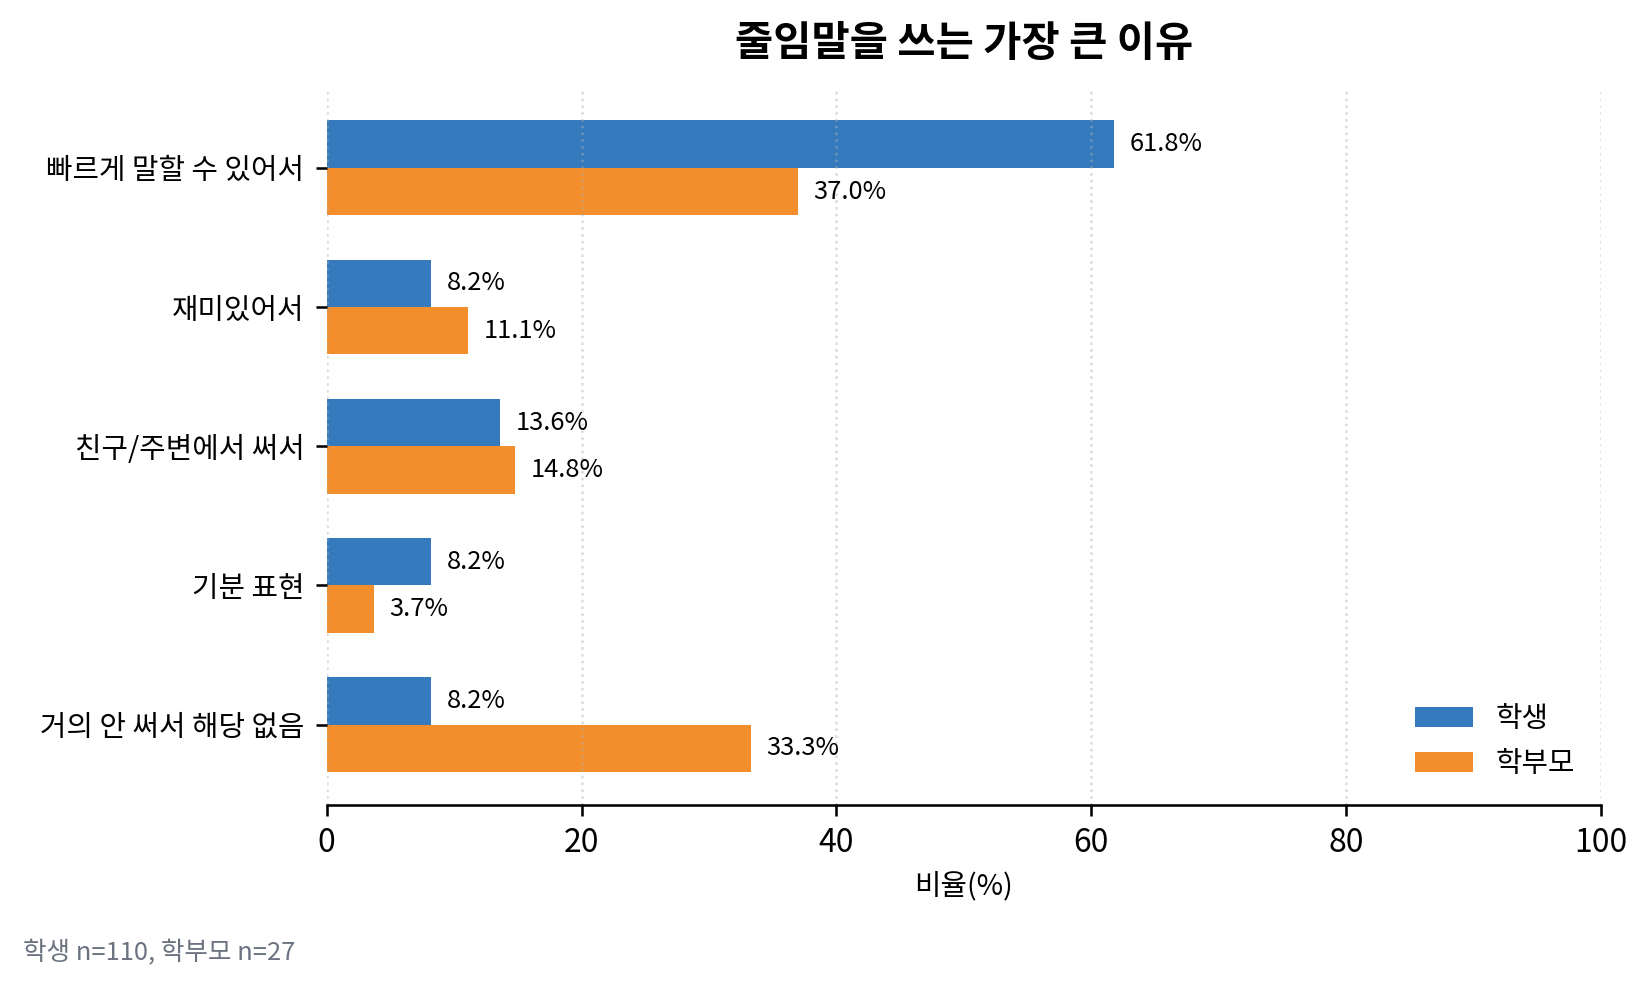 줄임말을 쓰는 가장 큰 이유
빠르게 말할 수 있어서
61.8%
37.0%
재미있어서
8.2%
11.1%
친구/주변에서 써서
13.6%
14.8%
기분 표현
8.2%
3.7%
거의 안 써서 해당 없음
8.2%
33.3%
학생
학부모
0 20 40 60 80 100
비율(%)
학생 n=110, 학부모 n=27